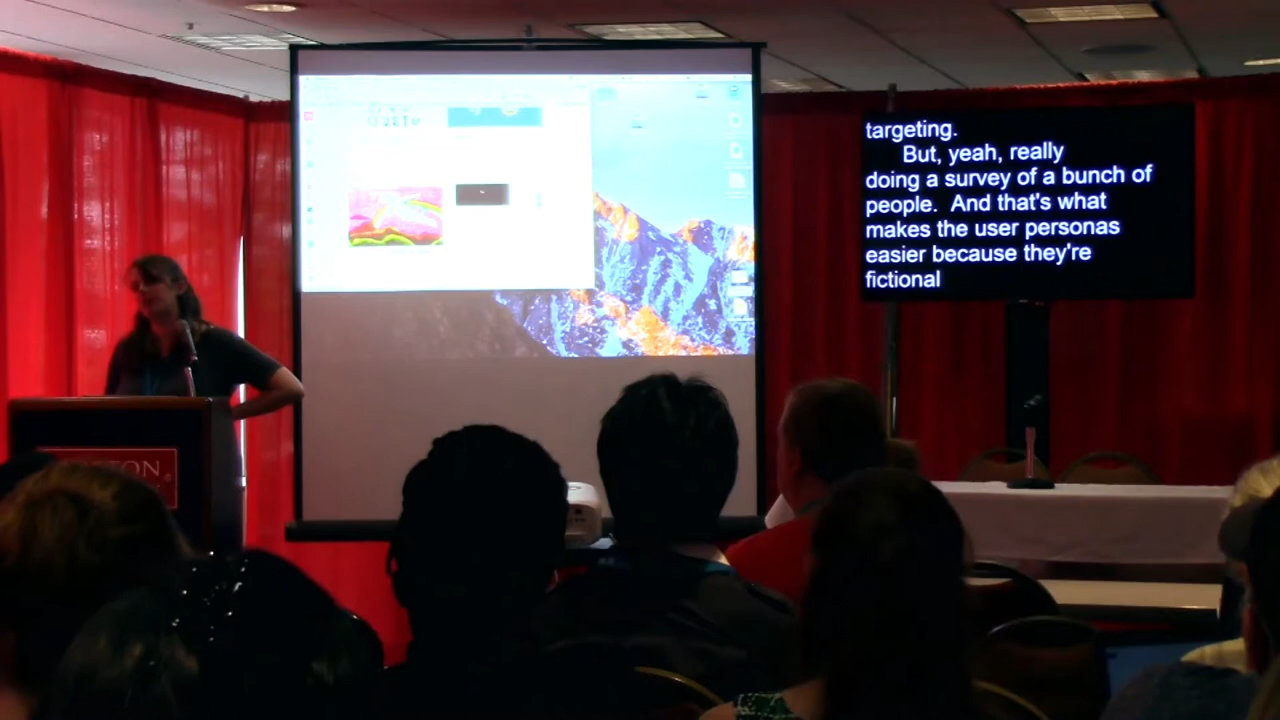 targeting.
But, yeah, really
doing a survey of a bunch of
people. And that's what
makes the user personas
easier because they're
fictional